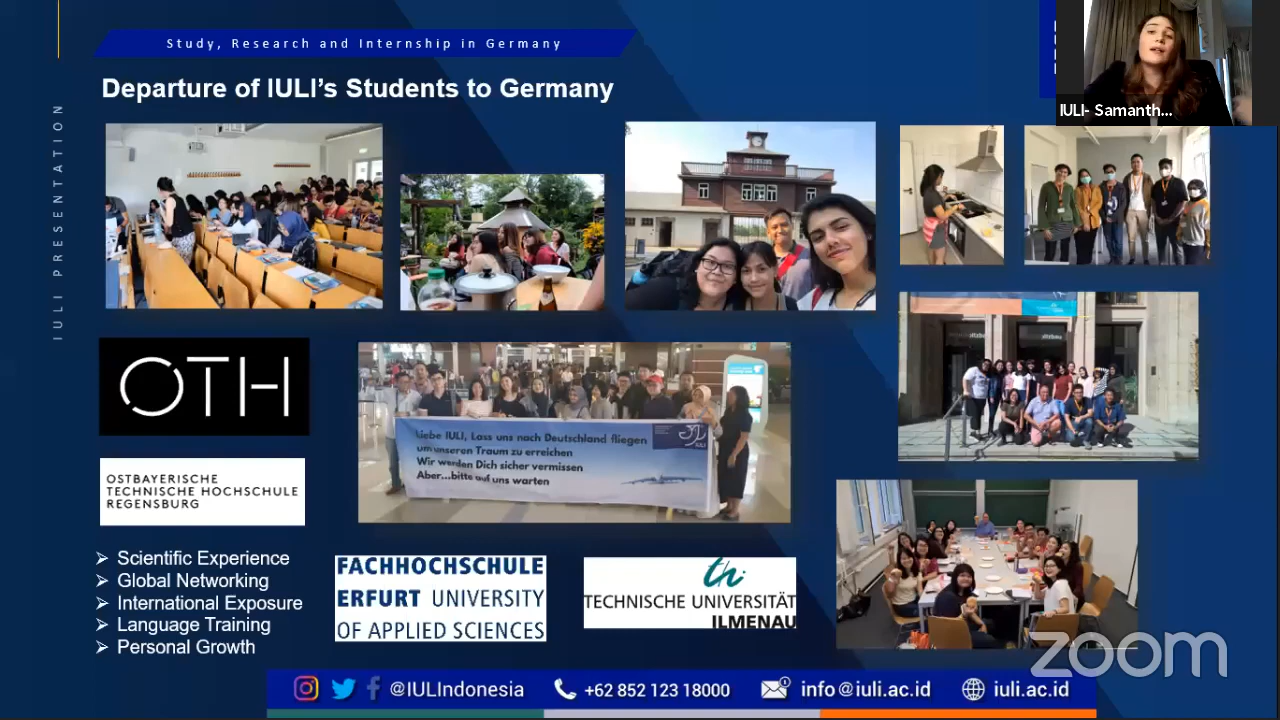 Study, Research and Internship in Germany
Departure of IULI's Students to Germany
IULI PRESENTATION
IULI- Samanth...
OTH
OSTBAYERISCHE
TECHNISCHE HOCHSCHULE
REGENSBURG
Liebe IULI, Lass uns nach Deutschland fliegen
um unseren Traum zu erreichen
Wir werden Dich sicher vermissen
Aber...bitte auf uns warten
IULI
➢ Scientific Experience
➢ Global Networking
➢ International Exposure
➢ Language Training
➢ Personal Growth
FACHHOCHSCHULE
ERFURT UNIVERSITY
OF APPLIED SCIENCES
th
TECHNISCHE UNIVERSITÄT
ILMENAU
zoom
@IULIndonesia
+62 852 123 18000
info@iuli.ac.id
iuli.ac.id